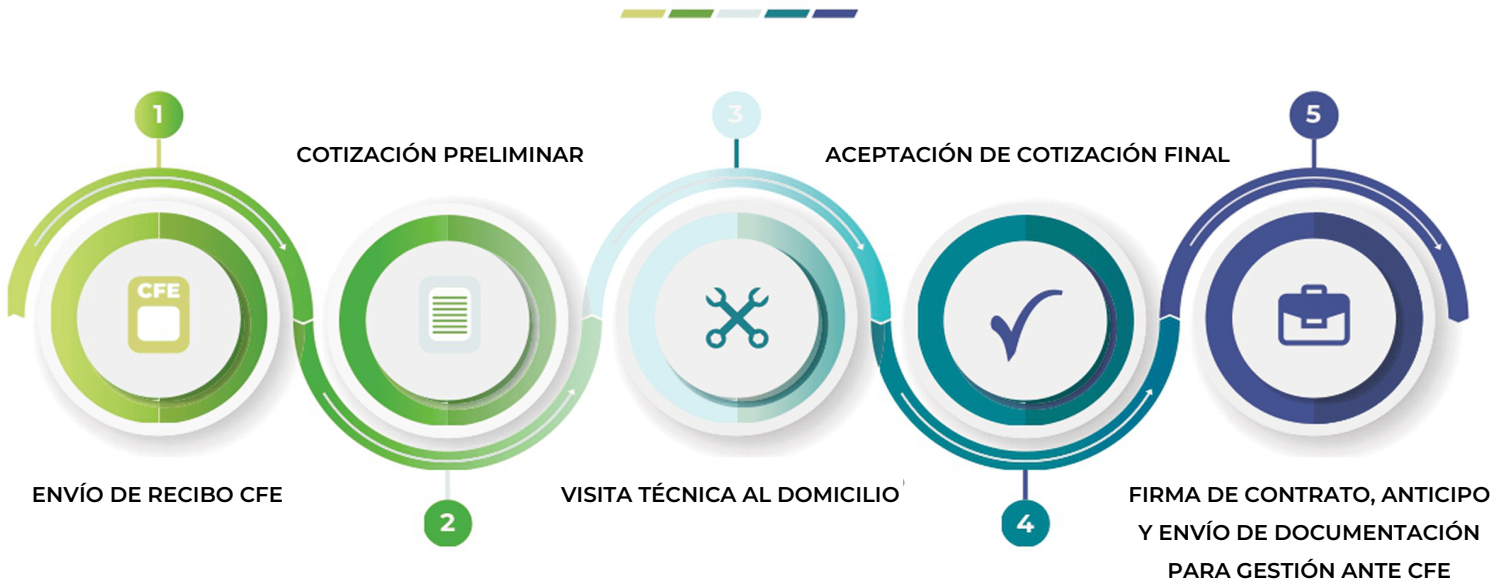 1
CFE
ENVÍO DE RECIBO CFE
COTIZACIÓN PRELIMINAR
2
3
VISITA TÉCNICA AL DOMICILIO
ACEPTACIÓN DE COTIZACIÓN FINAL
4
5
FIRMA DE CONTRATO, ANTICIPO
Y ENVÍO DE DOCUMENTACIÓN
PARA GESTIÓN ANTE CFE